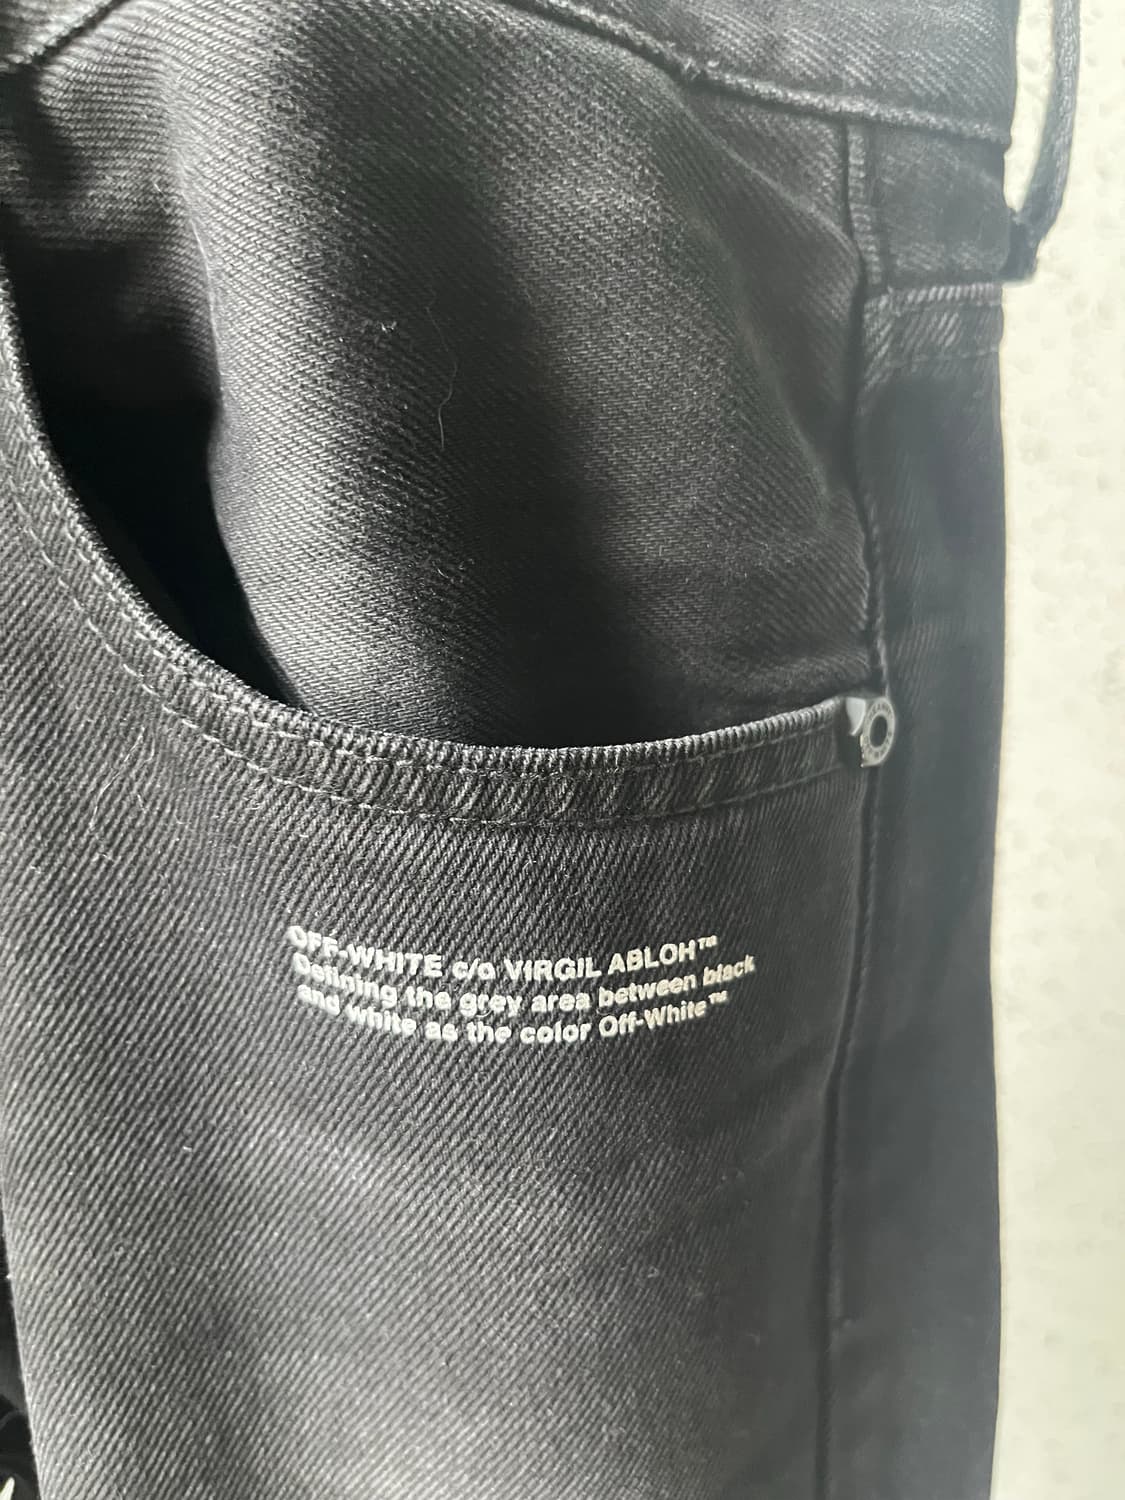 OFF-WHITE c/o VIRGIL ABLOH™
Defining the grey area between black
and white as the color Off-White™